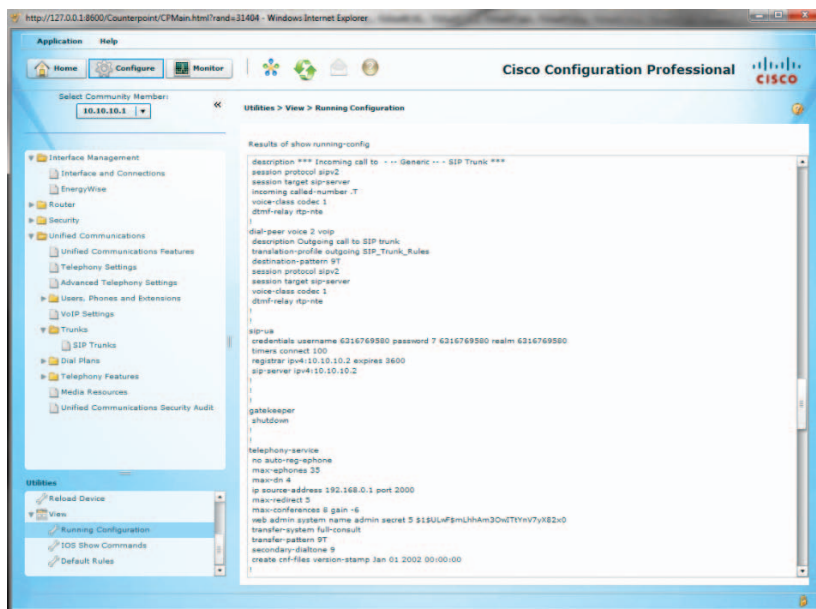 http://127.0.0.1:8600/Counterpoint/CPMain.html?rand=31404 - Windows Internet Explorer
Application Help
Home Configure Monitor
Cisco Configuration Professional
CISCO
Select Community Member:
10.10.10.1
«
Utilities > View > Running Configuration
Interface Management
Interface and Connections
EnergyWise
Router
Security
Unified Communications
Unified Communications Features
Telephony Settings
Advanced Telephony Settings
Users, Phones and Extensions
VoIP Settings
Trunks
SIP Trunks
Dial Plans
Telephony Features
Media Resources
Unified Communications Security Audit
Utilities
Reload Device
View
Running Configuration
IOS Show Commands
Default Rules
Results of show running-config
description *** Incoming call to - -- Generic -- - SIP Trunk ***
session protocol sipv2
session target sip-server
incoming called-number .T
voice-class codec 1
dtmf-relay rtp-nte
!
dial-peer voice 2 voip
description Outgoing call to SIP trunk
translation-profile outgoing SIP_Trunk_Rules
destination-pattern 9T
session protocol sipv2
session target sip-server
voice-class codec 1
dtmf-relay rtp-nte
!
!
sip-ua
credentials username 6316769580 password 7 6316769580 realm 6316769580
timers connect 100
registrar ipv4:10.10.10.2 expires 3600
sip-server ipv4:10.10.10.2
!
!
!
gatekeeper
shutdown
!
!
telephony-service
no auto-reg-ephone
max-ephones 35
max-dn 4
ip source-address 192.168.0.1 port 2000
max-redirect 5
max-conferences 8 gain -6
web admin system name admin secret 5
transfer-system full-consult
transfer-pattern 9T
secondary-dialtone 9
create cnf-files version-stamp Jan 01 2002 00:00:00
!